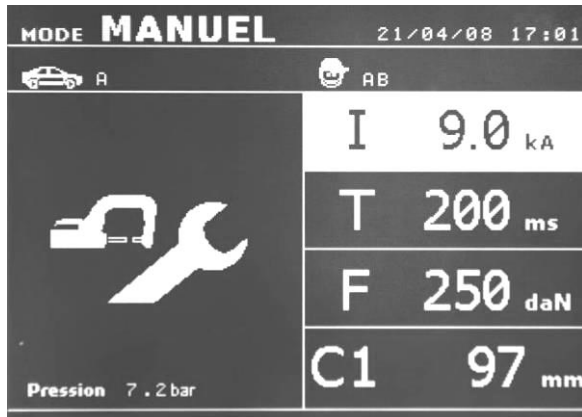 MODE MANUEL 21/04/08 17:01
A AB
I 9.0 kA
T 200 ms
F 250 daN
C1 97 mm
Pression 7.2 bar